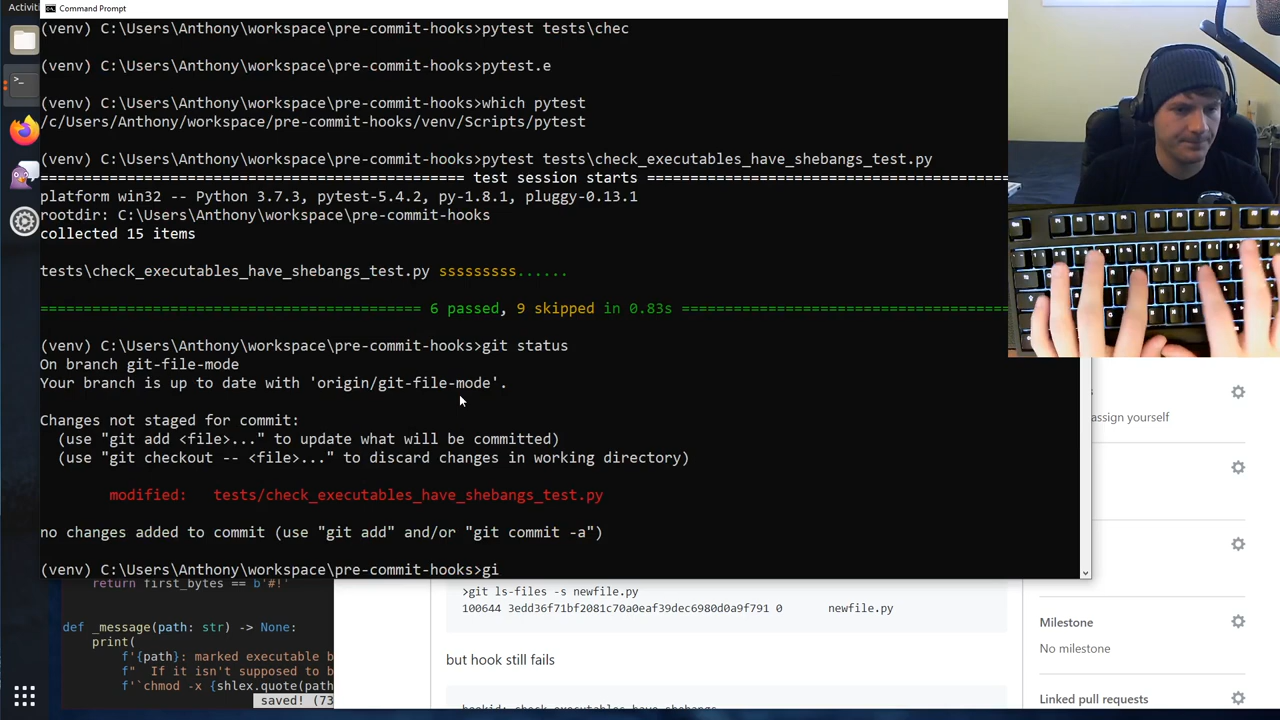 Activiti
Command Prompt
(venv) C:\Users\Anthony\workspace\pre-commit-hooks>pytest tests\chec
(venv) C:\Users\Anthony\workspace\pre-commit-hooks>pytest.e
(venv) C:\Users\Anthony\workspace\pre-commit-hooks>which pytest
/c/Users/Anthony/workspace/pre-commit-hooks/venv/Scripts/pytest
(venv) C:\Users\Anthony\workspace\pre-commit-hooks>pytest tests\check_executables_have_shebangs_test.py
================================================= test session starts =========================================
platform win32 -- Python 3.7.3, pytest-5.4.2, py-1.8.1, pluggy-0.13.1
rootdir: C:\Users\Anthony\workspace\pre-commit-hooks
collected 15 items
tests\check_executables_have_shebangs_test.py sssssssss......
============================================ 6 passed, 9 skipped in 0.83s =====================================
(venv) C:\Users\Anthony\workspace\pre-commit-hooks>git status
On branch git-file-mode
Your branch is up to date with 'origin/git-file-mode'.
Changes not staged for commit:
(use "git add <file>..." to update what will be committed)
(use "git checkout -- <file>..." to discard changes in working directory)
modified:   tests/check_executables_have_shebangs_test.py
no changes added to commit (use "git add" and/or "git commit -a")
(venv) C:\Users\Anthony\workspace\pre-commit-hooks>gi
assign yourself
return first_bytes == b'#!'
def _message(path: str) -> None:
print(
f'{path}: marked executable b
f"  If it isn't supposed to b
f'`chmod -x {shlex.quote(path
saved! (73
>git ls-files -s newfile.py
100644 3edd36f71bf2081c70a0eaf39dec6980d0a9f791 0       newfile.py
but hook still fails
hookid: check-executables-have-shebangs
Milestone
No milestone
Linked pull requests